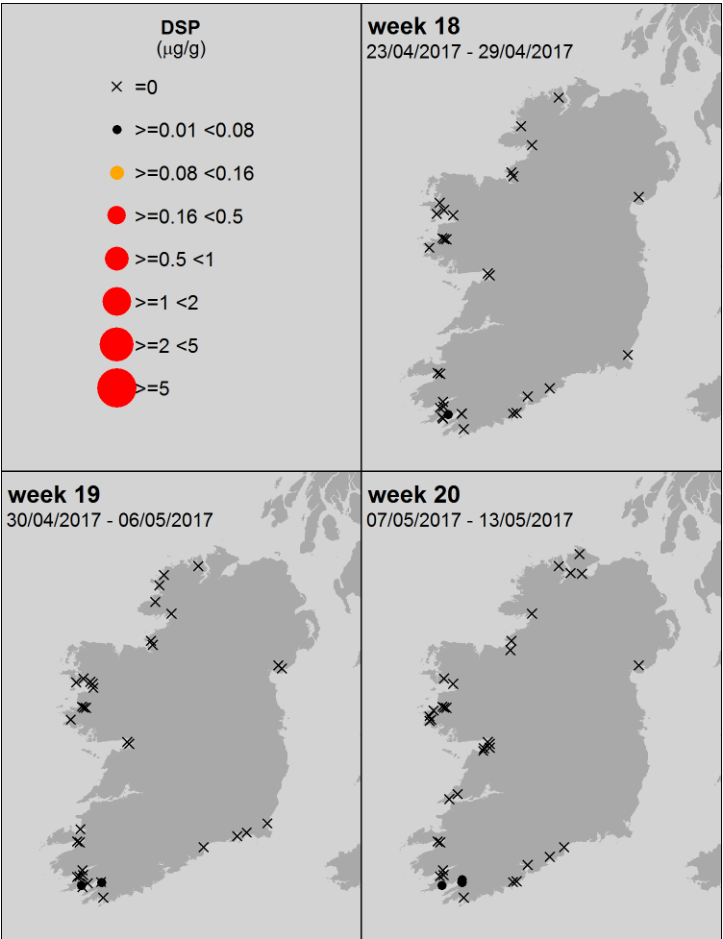 DSP
(μg/g)
=0
>=0.01 <0.08
>=0.08 <0.16
>=0.16 <0.5
>=0.5 <1
>=1 <2
>=2 <5
>=5
week 18
23/04/2017 - 29/04/2017
week 19
30/04/2017 - 06/05/2017
week 20
07/05/2017 - 13/05/2017